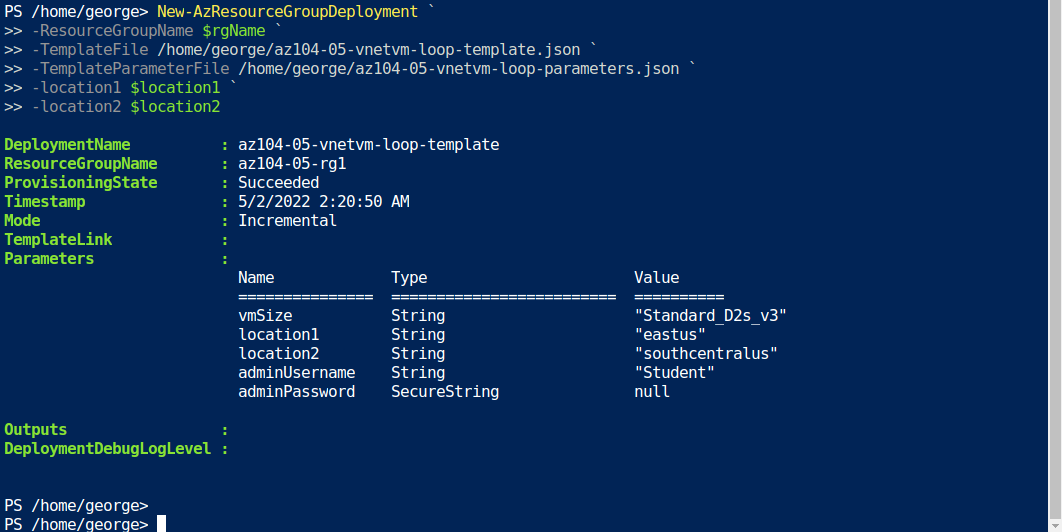 PS /home/george> New-AzResourceGroupDeployment `
>> -ResourceGroupName $rgName `
>> -TemplateFile /home/george/az104-05-vnetvm-loop-template.json `
>> -TemplateParameterFile /home/george/az104-05-vnetvm-loop-parameters.json `
>> -location1 $location1 `
>> -location2 $location2
DeploymentName : az104-05-vnetvm-loop-template
ResourceGroupName : az104-05-rg1
ProvisioningState : Succeeded
Timestamp : 5/2/2022 2:20:50 AM
Mode : Incremental
TemplateLink :
Parameters :
Name Type Value
=============== ========================= ==========
vmSize String "Standard_D2s_v3"
location1 String "eastus"
location2 String "southcentralus"
adminUsername String "Student"
adminPassword SecureString null
Outputs :
DeploymentDebugLogLevel :
PS /home/george>
PS /home/george>